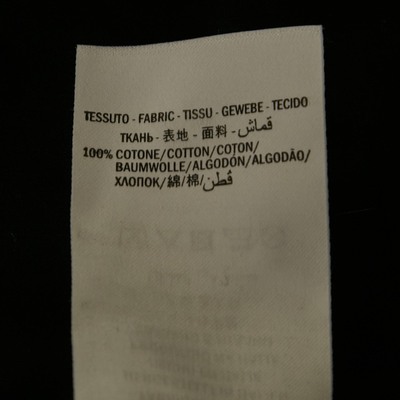 TESSUTO - FABRIC - TISSU - GEWEBE - TECIDO
ТКАНЬ - 表地 - 面料 - قماش
100% COTONE/COTTON/COTON/
BAUMWOLLE/ALGODÓN/ALGODÃO/
ХЛОПОК/綿/棉/قُطن